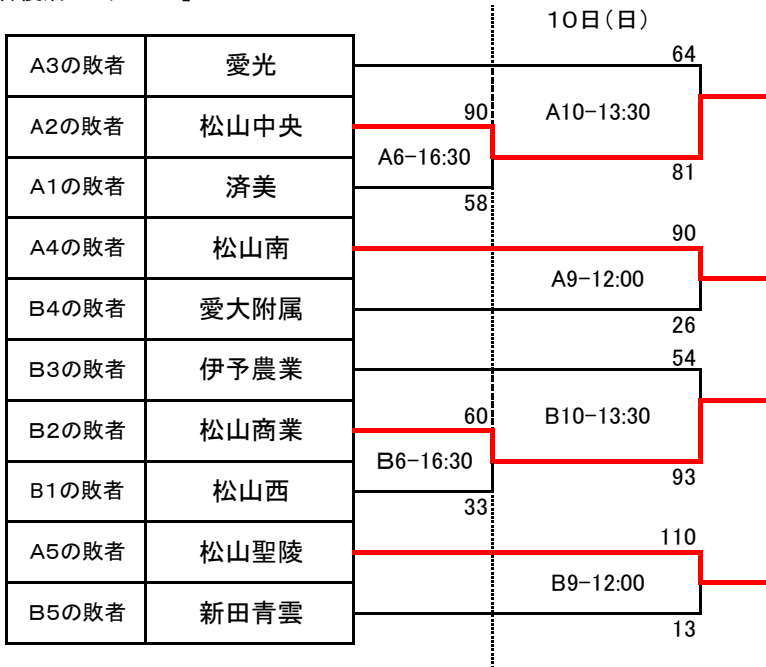 10日(日)
A3の敗者 愛光 64
A2の敗者 松山中央 90 A10-13:30
A6-16:30
A1の敗者 済美 81
58
A4の敗者 松山南 90
A9-12:00
B4の敗者 愛大附属 26
B3の敗者 伊予農業 54
B2の敗者 松山商業 60 B10-13:30
B6-16:30
B1の敗者 松山西 93
33
A5の敗者 松山聖陵 110
B9-12:00
B5の敗者 新田青雲 13